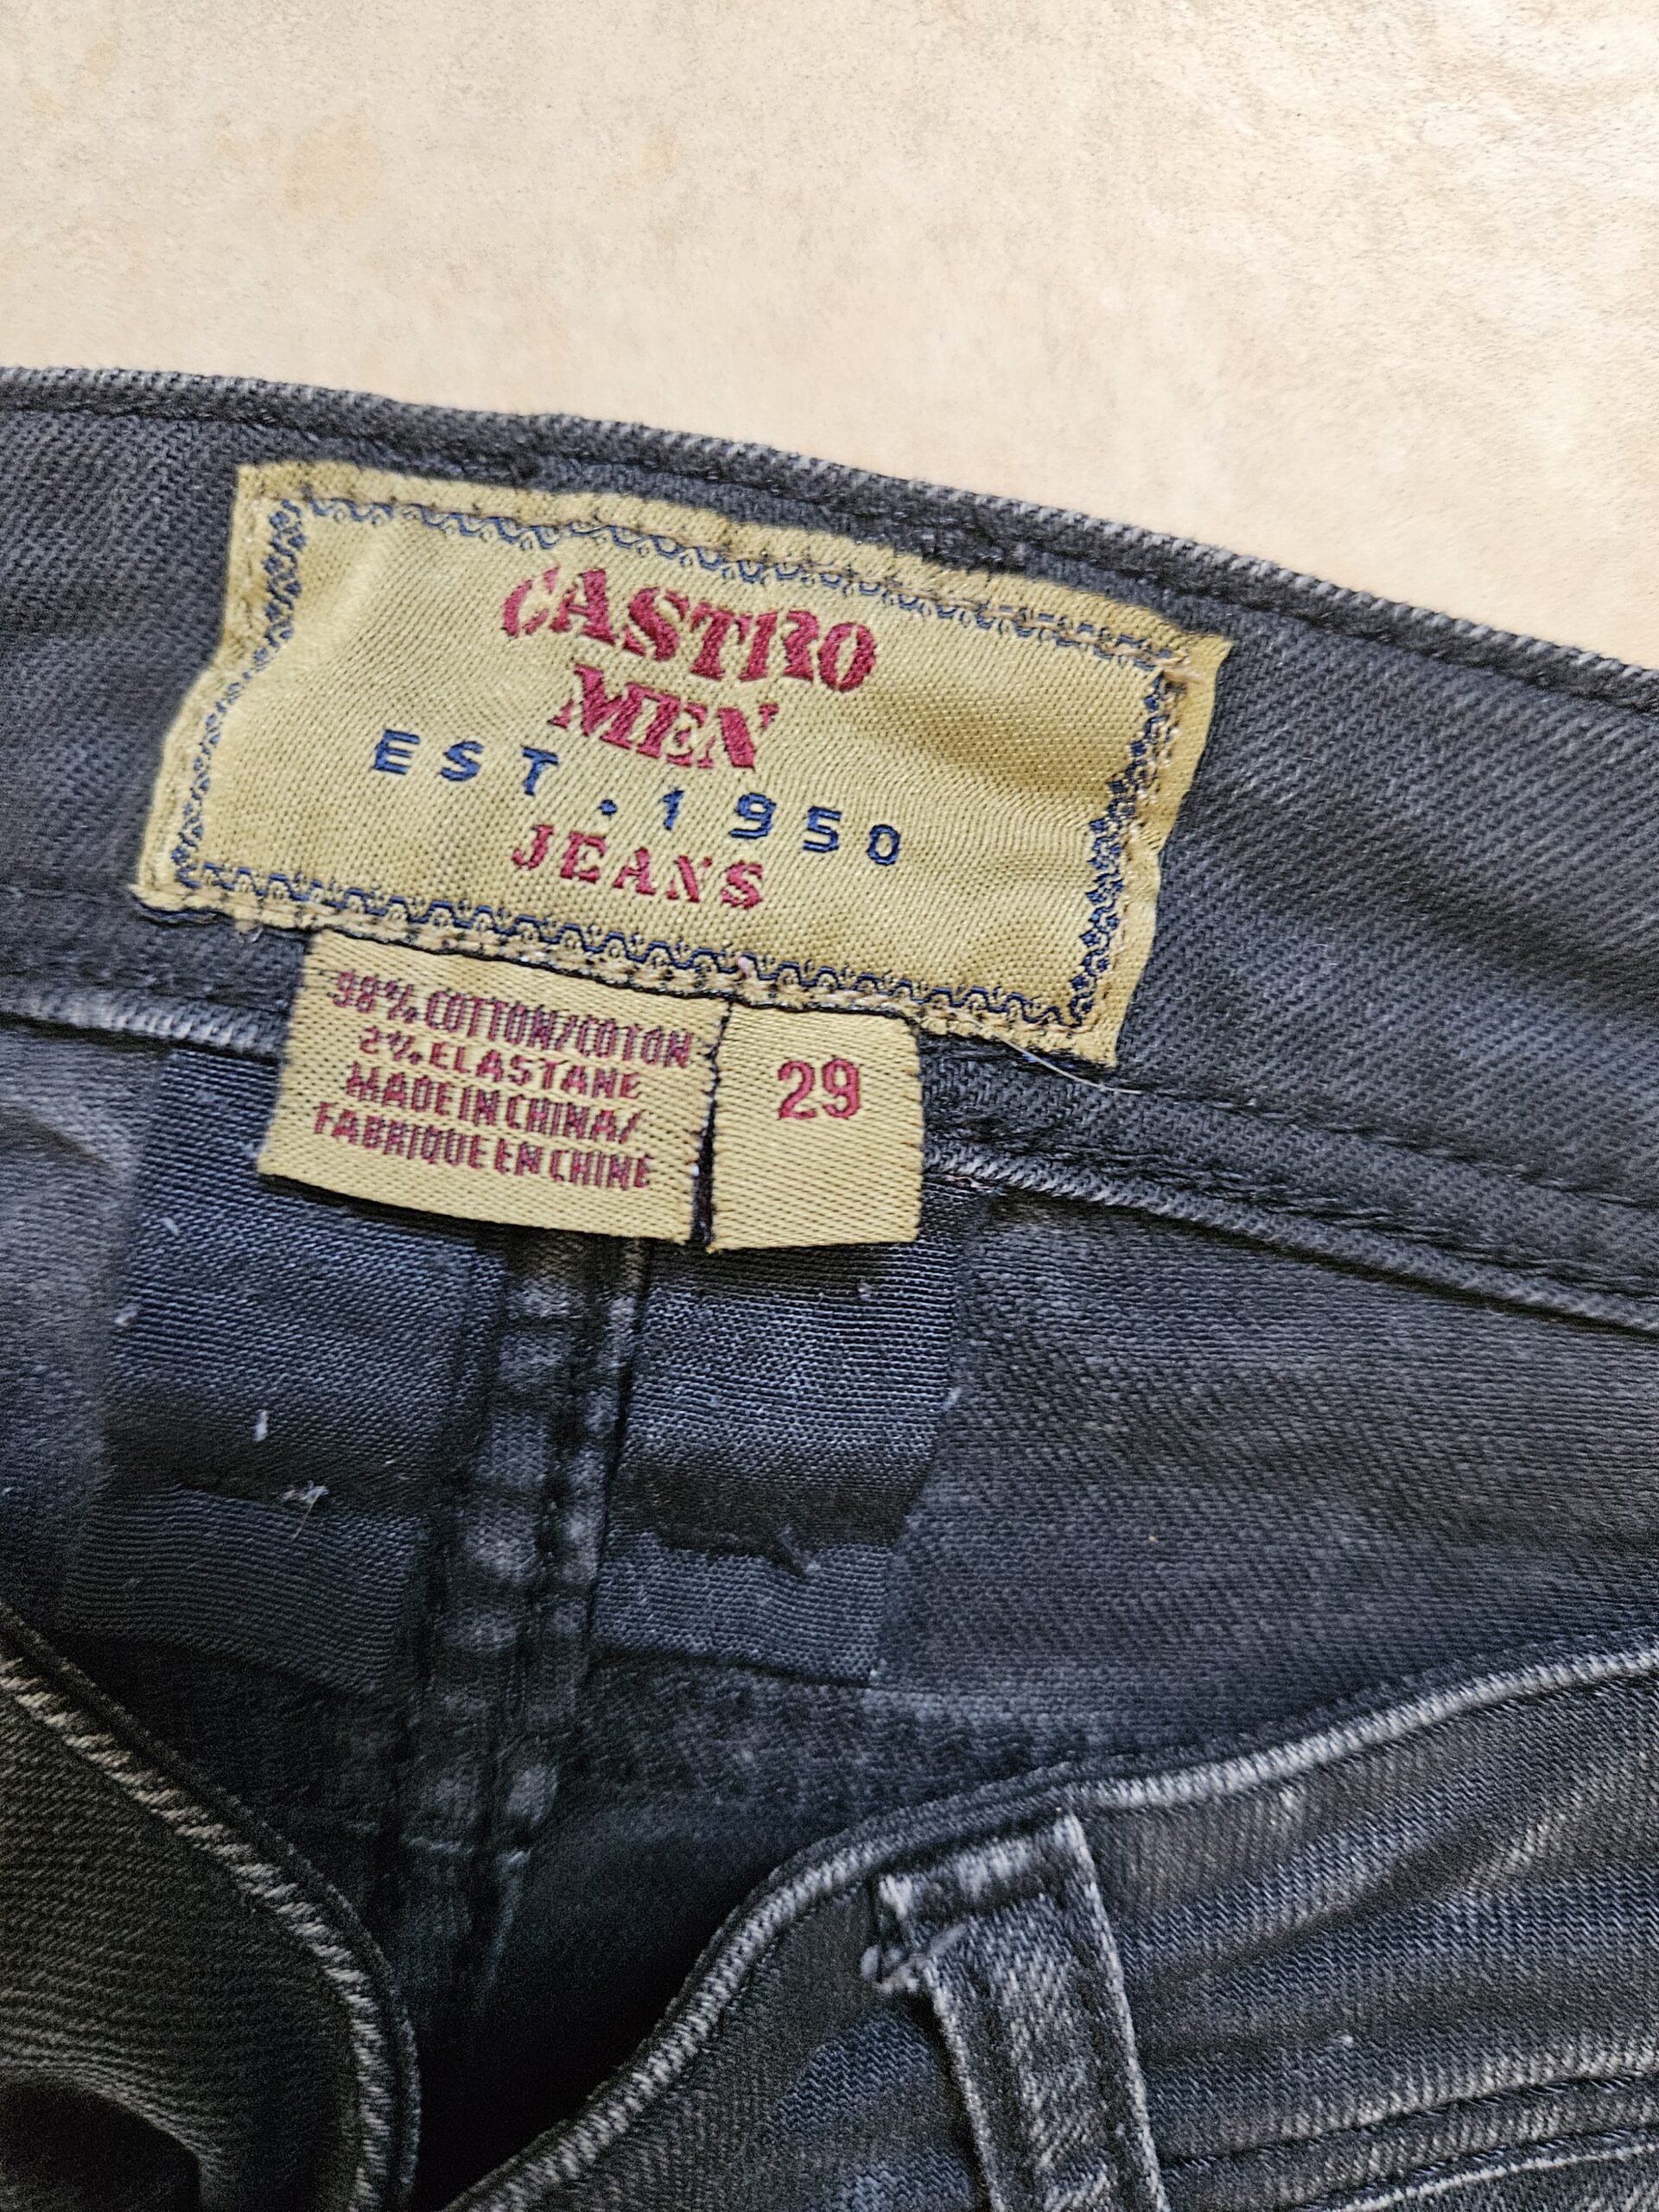 CASTRO
MEN
EST.1950
JEANS
98% COTTON/COTON
2% ELASTANE
MADE IN CHINA/
FABRIQUE EN CHINE
29